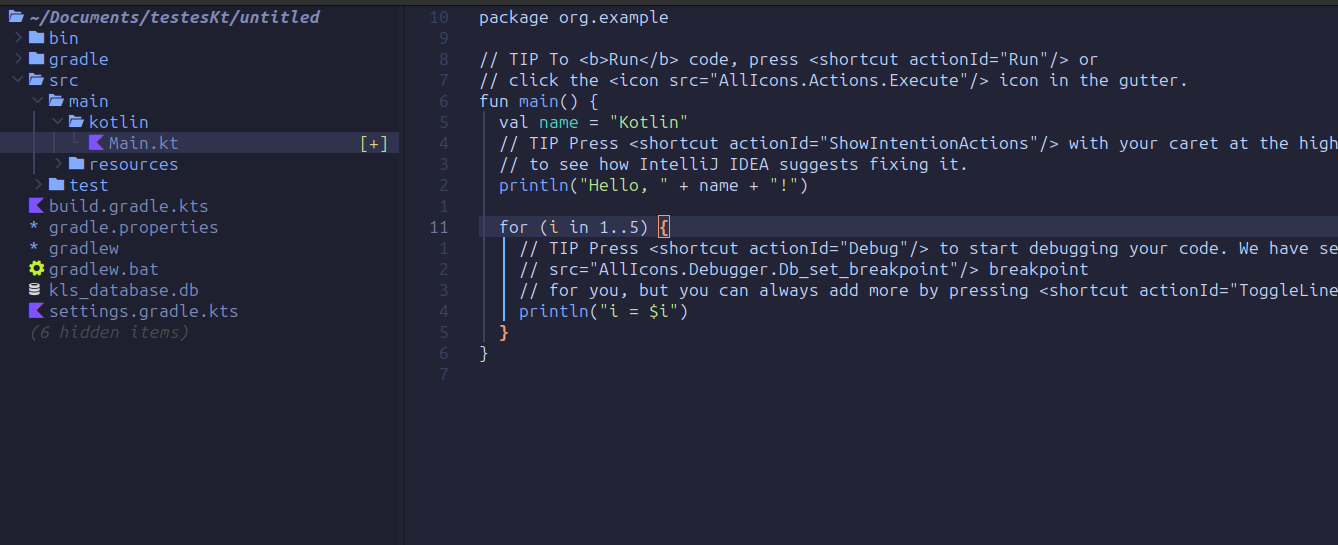 ~/Documents/testesKt/untitled
bin
gradle
src
main
kotlin
Main.kt [+]
resources
test
build.gradle.kts
* gradle.properties
* gradlew
gradlew.bat
kls_database.db
settings.gradle.kts
(6 hidden items)
10 package org.example
9
8 // TIP To <b>Run</b> code, press <shortcut actionId="Run"/> or
7 // click the <icon src="AllIcons.Actions.Execute"/> icon in the gutter.
6 fun main() {
5 val name = "Kotlin"
4 // TIP Press <shortcut actionId="ShowIntentionActions"/> with your caret at the high
3 // to see how IntelliJ IDEA suggests fixing it.
2 println("Hello, " + name + "!")
1
11 for (i in 1..5) {
1 // TIP Press <shortcut actionId="Debug"/> to start debugging your code. We have se
2 // src="AllIcons.Debugger.Db_set_breakpoint"/> breakpoint
3 // for you, but you can always add more by pressing <shortcut actionId="ToggleLine
4 println("i = $i")
5 }
6 }
7